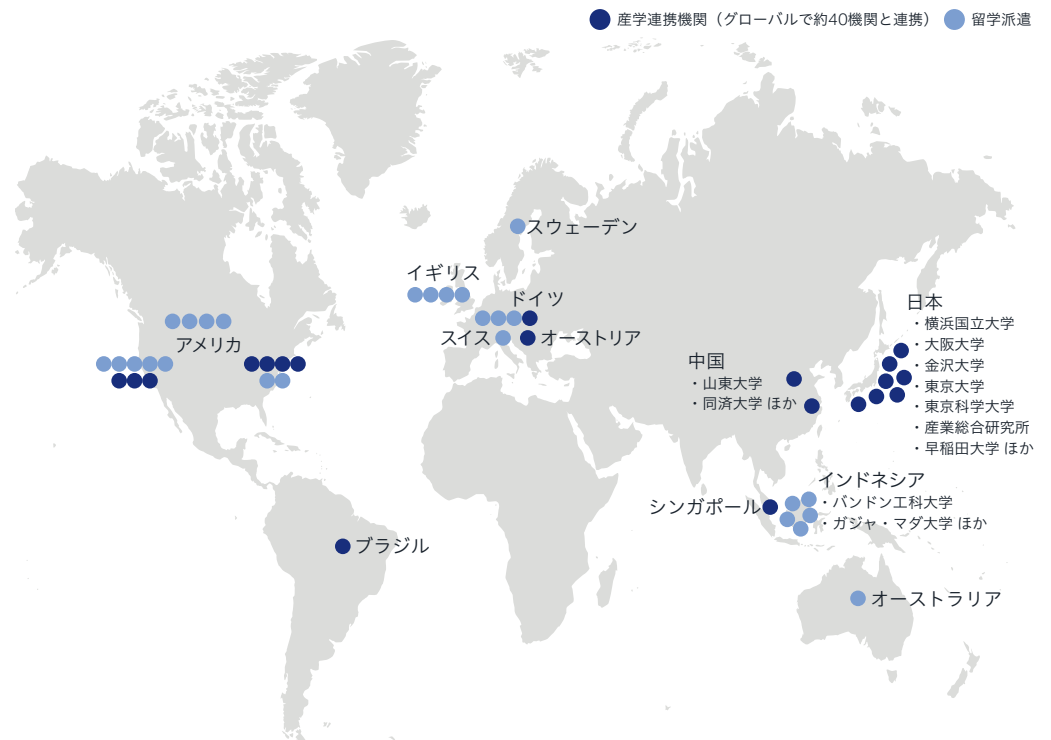 産学連携機関（グローバルで約40機関と連携）
留学派遣
スウェーデン
イギリス
ドイツ
スイス
オーストリア
アメリカ
日本
・横浜国立大学
・大阪大学
・金沢大学
・東京大学
・東京科学大学
・産業総合研究所
・早稲田大学 ほか
中国
・山東大学
・同済大学 ほか
インドネシア
・バンドン工科大学
・ガジャ・マダ大学 ほか
シンガポール
ブラジル
オーストラリア